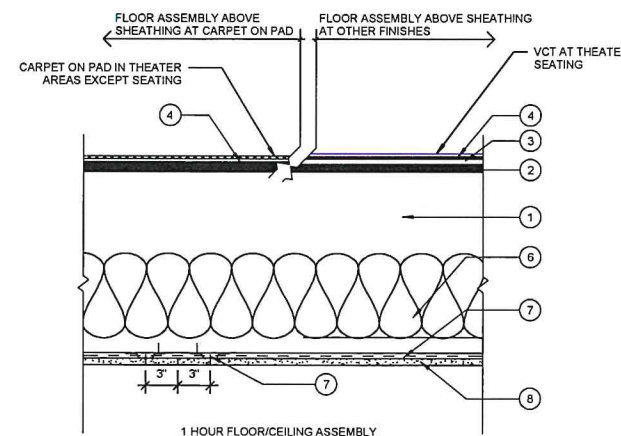 FLOOR ASSEMBLY ABOVE
SHEATHING AT CARPET ON PAD
FLOOR ASSEMBLY ABOVE SHEATHING
AT OTHER FINISHES
CARPET ON PAD IN THEATER
AREAS EXCEPT SEATING
VCT AT THEATE
SEATING
4
4
3
2
1
6
7
3"
3"
7
8
1 HOUR FLOOR/CEILING ASSEMBLY